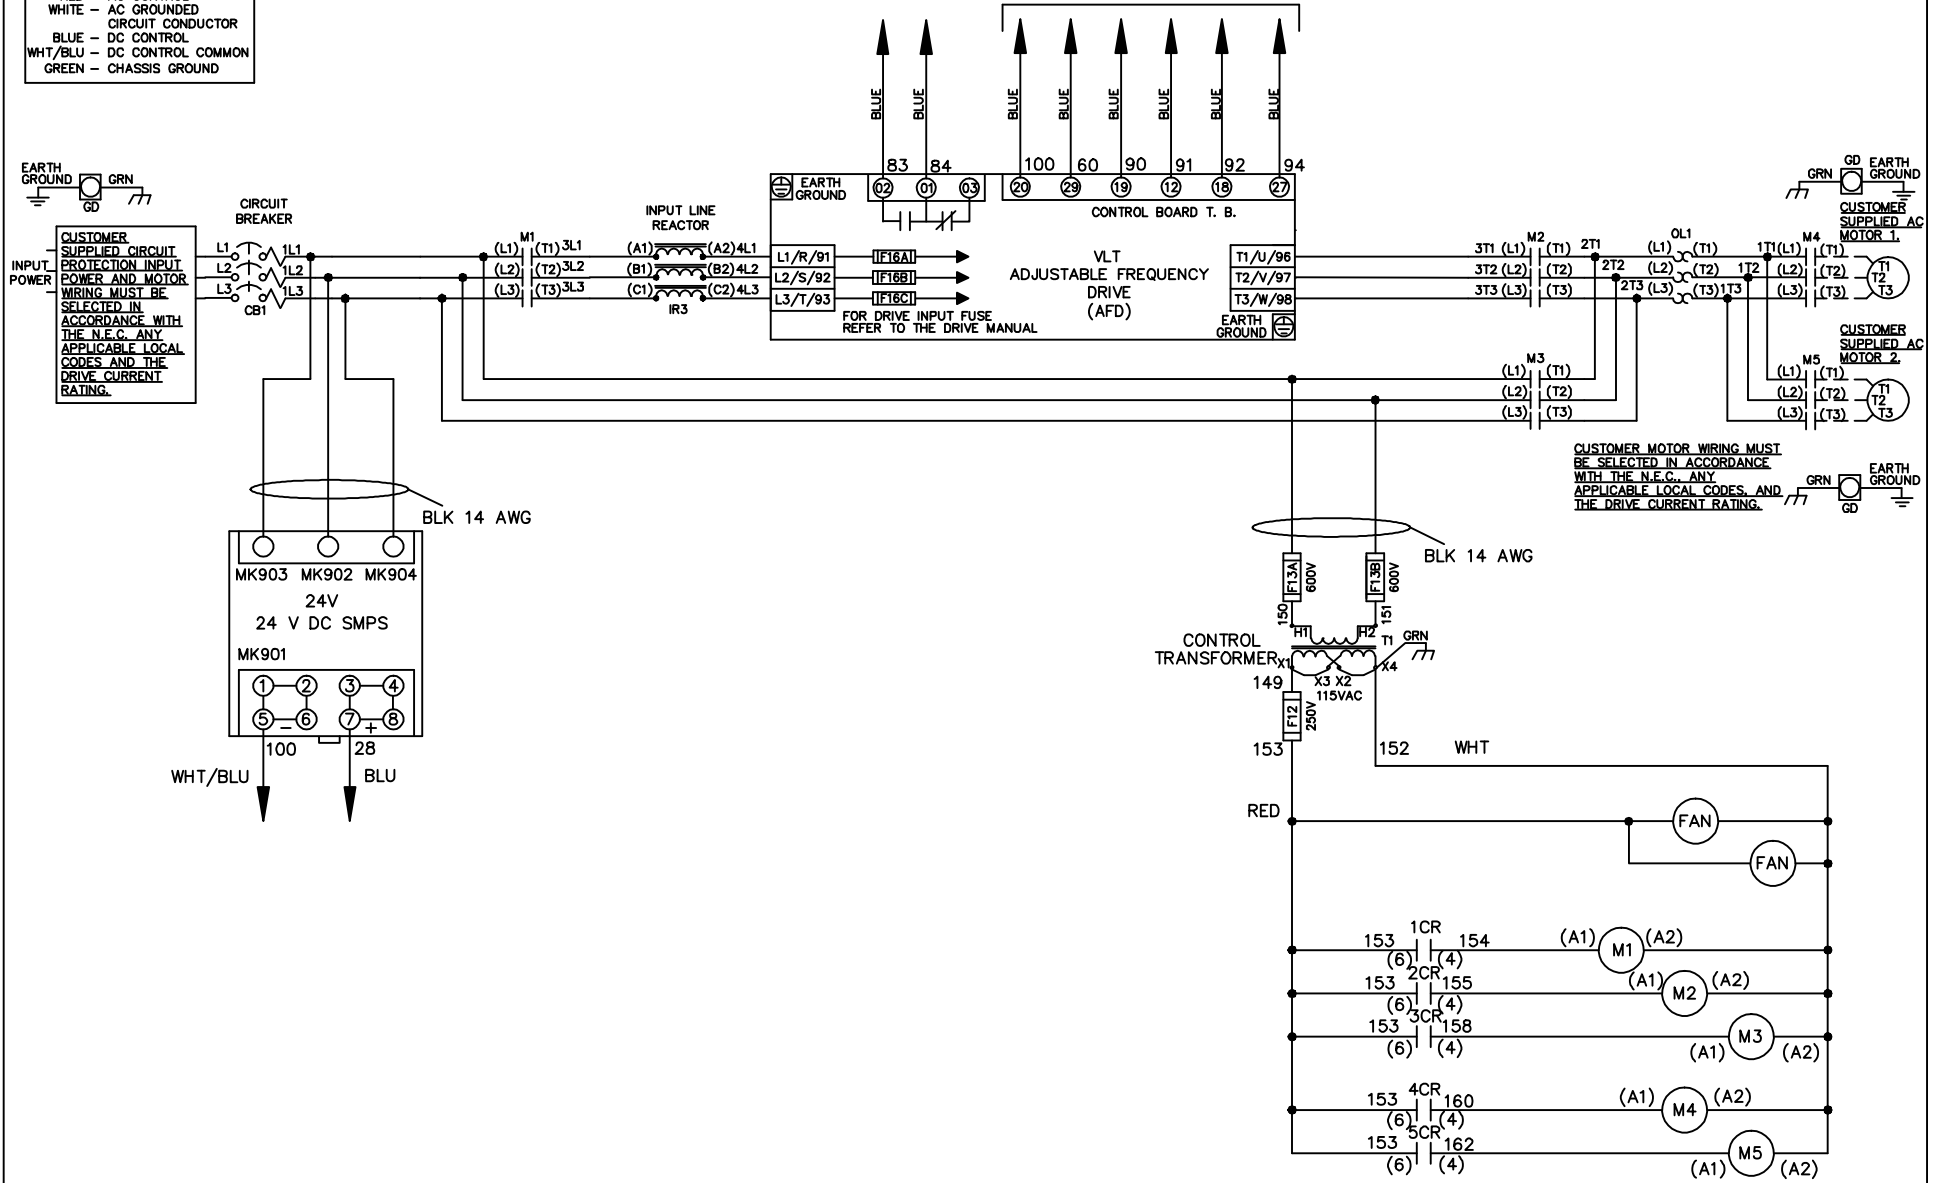 WHITE – AC GROUNDED
CIRCUIT CONDUCTOR
BLUE – DC CONTROL
WHT/BLU – DC CONTROL COMMON
GREEN – CHASSIS GROUND
BLUE
BLUE
BLUE
BLUE
BLUE
BLUE
BLUE
BLUE
83 84 100 60 90 91 92 94
EARTH
GROUND
GRN
GD
EARTH
GROUND
02 01 03
20 29 19 12 18 27
CONTROL BOARD T. B.
GD EARTH
GRN GROUND
CIRCUIT
BREAKER
INPUT LINE
REACTOR
CUSTOMER
SUPPLIED AC
MOTOR 1.
INPUT
POWER
CUSTOMER
SUPPLIED CIRCUIT
PROTECTION INPUT
POWER AND MOTOR
WIRING MUST BE
SELECTED IN
ACCORDANCE WITH
THE N.E.C. ANY
APPLICABLE LOCAL
CODES AND THE
DRIVE CURRENT
RATING.
L1 1L1
L2 1L2
L3 1L3
CB1
M1
(L1) (T1) 3L1
(L2) (T2) 3L2
(L3) (T3) 3L3
(A1) (A2) 4L1
(B1) (B2) 4L2
(C1) (C2) 4L3
IR3
L1/R/91 F16A
L2/S/92 F16B
L3/T/93 F16C
FOR DRIVE INPUT FUSE
REFER TO THE DRIVE MANUAL
VLT
ADJUSTABLE FREQUENCY
DRIVE
(AFD)
T1/U/96
T2/V/97
T3/W/98
EARTH
GROUND
M2
3T1 (L1) (T1) 2T1
3T2 (L2) (T2) 2T2
3T3 (L3) (T3) 2T3
OL1
(L1) (T1) 1T1
(L2) (T2) 1T2
(L3) (T3) 1T3
M4
(L1) (T1)
(L2) (T2)
(L3) (T3)
T1
T2
T3
CUSTOMER
SUPPLIED AC
MOTOR 2.
M3
(L1) (T1)
(L2) (T2)
(L3) (T3)
M5
(L1) (T1)
(L2) (T2)
(L3) (T3)
T1
T2
T3
CUSTOMER MOTOR WIRING MUST
BE SELECTED IN ACCORDANCE
WITH THE N.E.C., ANY
APPLICABLE LOCAL CODES, AND
THE DRIVE CURRENT RATING.
GRN
GD
EARTH
GROUND
BLK 14 AWG
MK903 MK902 MK904
24V
24 V DC SMPS
MK901
1 2 3 4
5 – 6 7 + 8
100 28
WHT/BLU BLU
BLK 14 AWG
F13A 600V
F13B 600V
150 151
H1 H2 T1 GRN
CONTROL
TRANSFORMER
X1 X3 X2 X4
115VAC
149
F12 250V
153 152 WHT
RED
FAN
FAN
1CR
153 154 (A1) M1 (A2)
(6) (4)
2CR
153 155 (A1) M2 (A2)
(6) (4)
3CR
153 158 M3
(6) (4) (A1) (A2)
4CR
153 160 (A1) M4 (A2)
(6) (4)
5CR
153 162 M5
(6) (4) (A1) (A2)